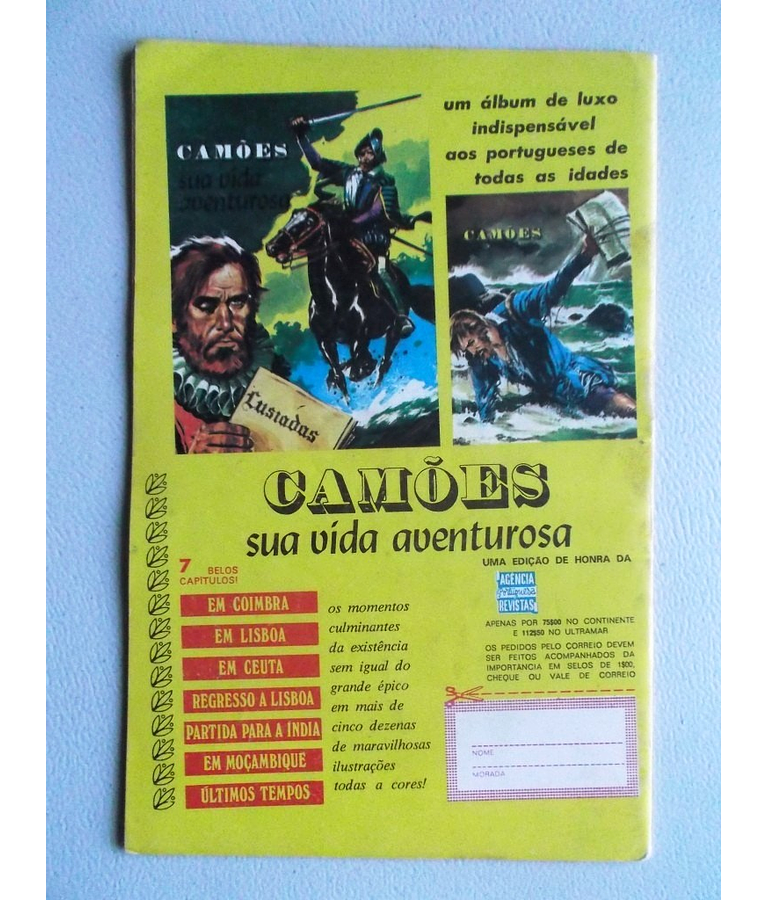 um álbum de luxo
indispensável
aos portugueses de
todas as idades
CAMÕES
sua vida
aventurosa
CAMÕES
Lusíadas
CAMÕES
sua vida aventurosa
7 BELOS
CAPÍTULOS!
EM COIMBRA
EM LISBOA
EM CEUTA
REGRESSO A LISBOA
PARTIDA PARA A ÍNDIA
EM MOÇAMBIQUE
ÚLTIMOS TEMPOS
os momentos
culminantes
da existência
sem igual do
grande épico
em mais de
cinco dezenas
de maravilhosas
ilustrações
todas a cores!
UMA EDIÇÃO DE HONRA DA
AGÊNCIA
Portuguesa
REVISTAS
APENAS POR 75$00 NO CONTINENTE
E 112$50 NO ULTRAMAR
OS PEDIDOS PELO CORREIO DEVEM
SER FEITOS ACOMPANHADOS DA
IMPORTÂNCIA EM SELOS DE 1$00,
CHEQUE OU VALE DE CORREIO
NOME
MORADA